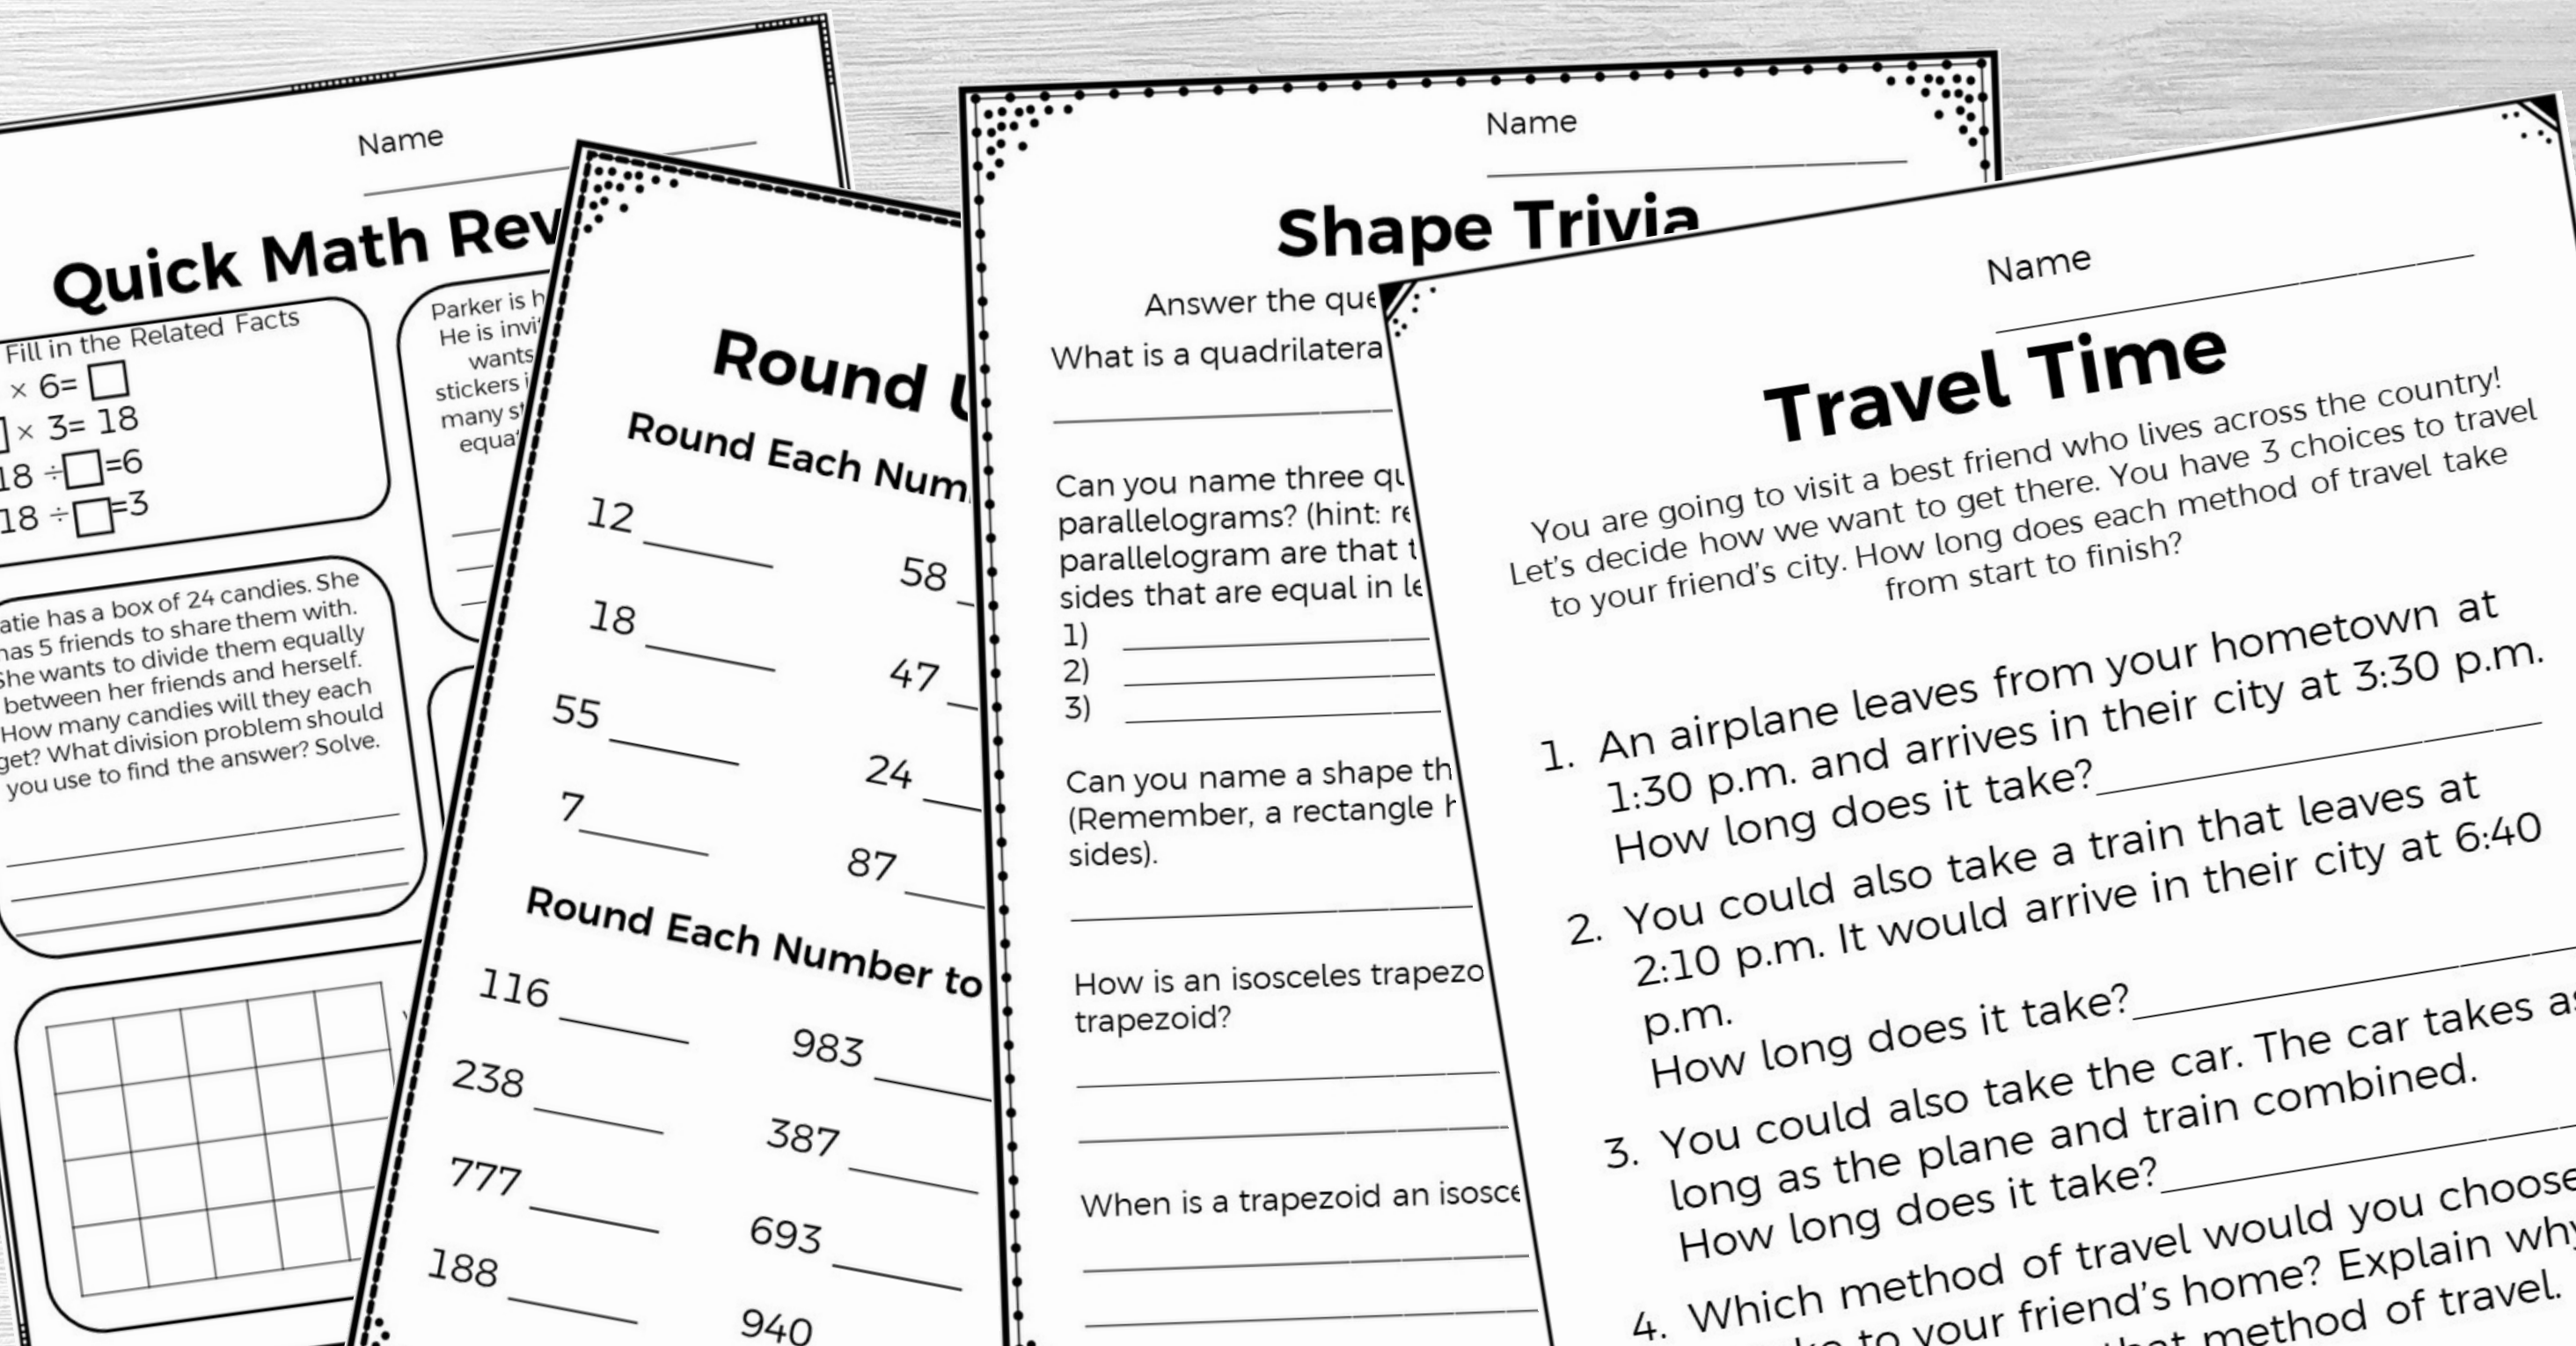 Name
Quick Math Rev
Fill in the Related Facts
× 6=
× 3= 18
18 ÷ =6
18 ÷ =3
Parker is h
He is invi
wants
stickers i
many st
equa
atie has a box of 24 candies. She
has 5 friends to share them with.
She wants to divide them equally
between her friends and herself.
How many candies will they each
get? What division problem should
you use to find the answer? Solve.
Round U
Round Each Num
12
58
18
47
55
24
7
87
Round Each Number to
116
983
238
387
777
693
188
940
Name
Shape Trivia
Answer the que
What is a quadrilatera
Can you name three qu
parallelograms? (hint: re
parallelogram are that t
sides that are equal in le
1)
2)
3)
Can you name a shape th
(Remember, a rectangle h
sides).
How is an isosceles trapezo
trapezoid?
When is a trapezoid an isosce
Name
Travel Time
You are going to visit a best friend who lives across the country!
Let's decide how we want to get there. You have 3 choices to travel
to your friend's city. How long does each method of travel take
from start to finish?
1. An airplane leaves from your hometown at
1:30 p.m. and arrives in their city at 3:30 p.m.
How long does it take?
2. You could also take a train that leaves at
2:10 p.m. It would arrive in their city at 6:40
p.m.
How long does it take?
3. You could also take the car. The car takes as
long as the plane and train combined.
How long does it take?
4. Which method of travel would you choose
to your friend's home? Explain why
method of travel.